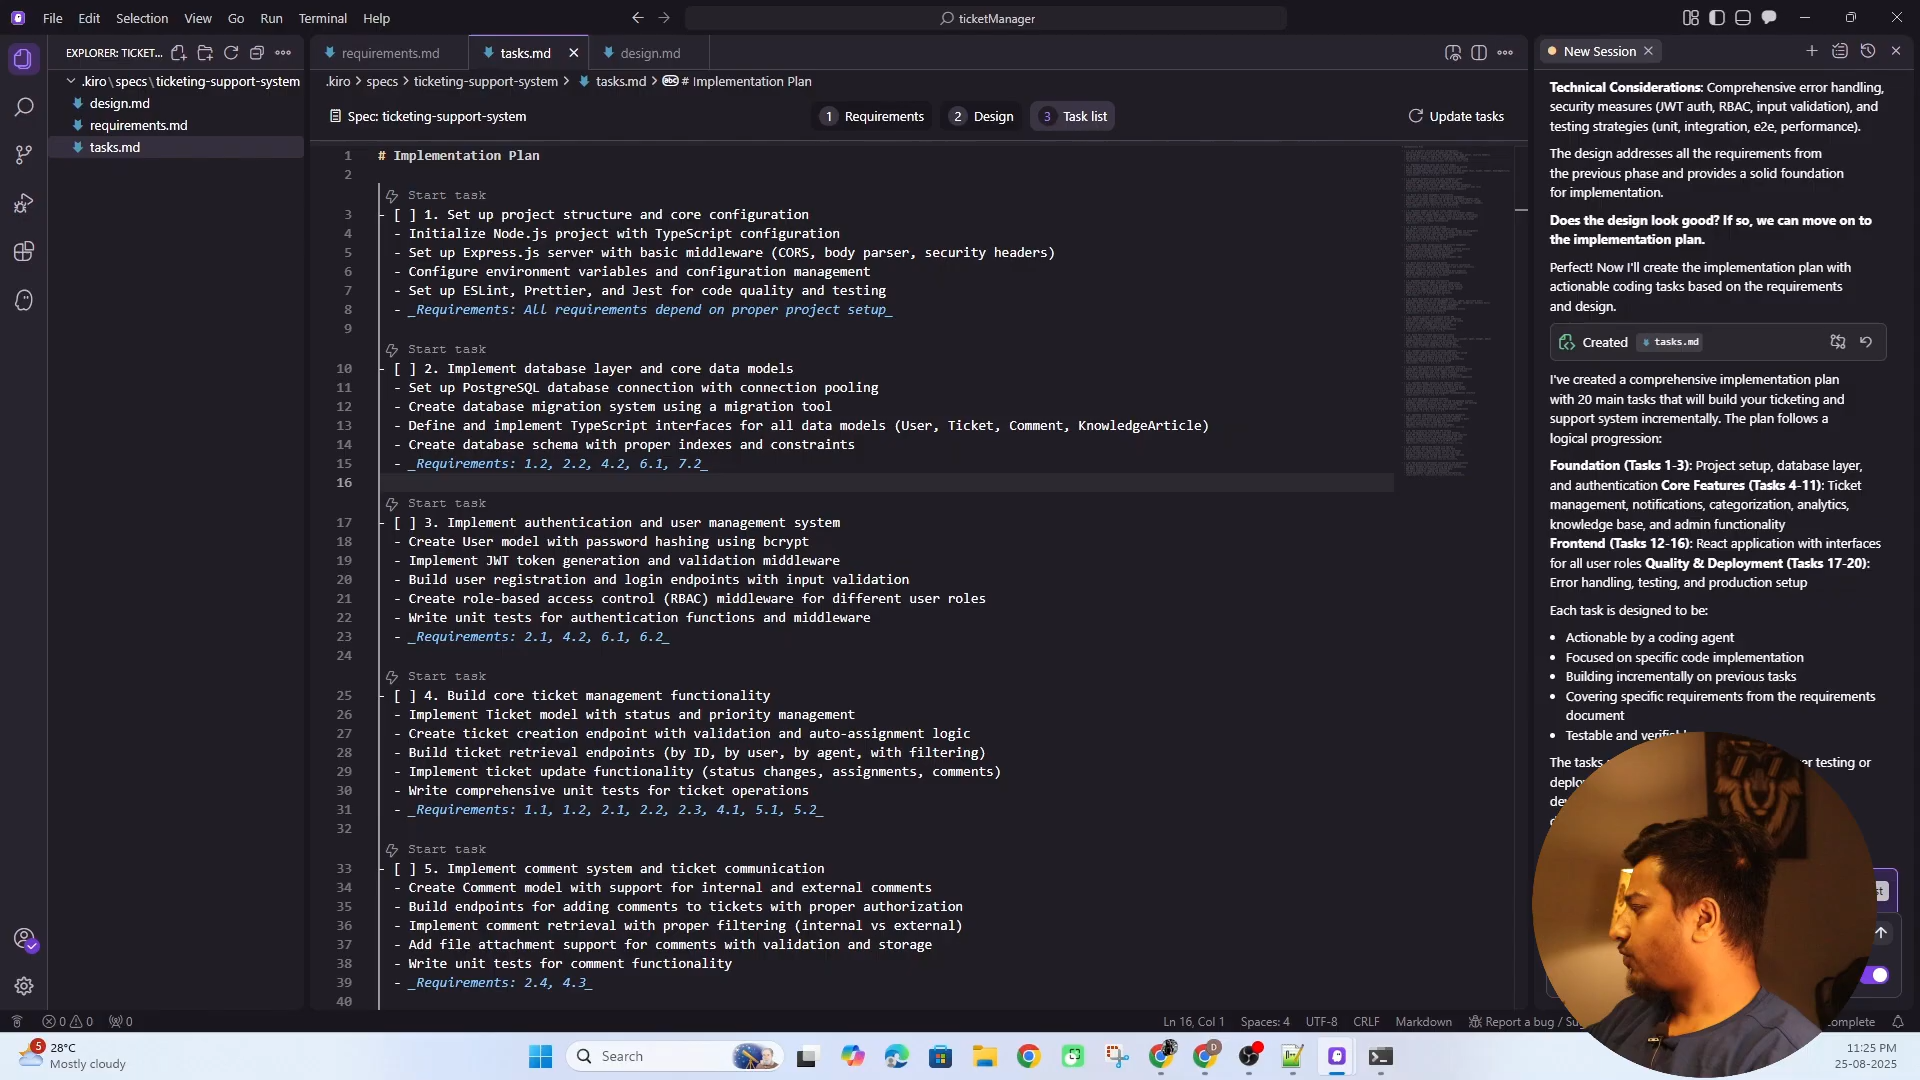 File Edit Selection View Go Run Terminal Help
ticketManager
EXPLORER: TICKET...
.kiro\specs\ticketing-support-system
design.md
requirements.md
tasks.md
requirements.md
tasks.md
design.md
.kiro > specs > ticketing-support-system > tasks.md > # Implementation Plan
Spec: ticketing-support-system
1 Requirements 2 Design 3 Task list
Update tasks
1 # Implementation Plan
2
Start task
3 - [ ] 1. Set up project structure and core configuration
4 - Initialize Node.js project with TypeScript configuration
5 - Set up Express.js server with basic middleware (CORS, body parser, security headers)
6 - Configure environment variables and configuration management
7 - Set up ESLint, Prettier, and Jest for code quality and testing
8 - _Requirements: All requirements depend on proper project setup_
9
Start task
10 - [ ] 2. Implement database layer and core data models
11 - Set up PostgreSQL database connection with connection pooling
12 - Create database migration system using a migration tool
13 - Define and implement TypeScript interfaces for all data models (User, Ticket, Comment, KnowledgeArticle)
14 - Create database schema with proper indexes and constraints
15 - _Requirements: 1.2, 2.2, 4.2, 6.1, 7.2_
16
Start task
17 - [ ] 3. Implement authentication and user management system
18 - Create User model with password hashing using bcrypt
19 - Implement JWT token generation and validation middleware
20 - Build user registration and login endpoints with input validation
21 - Create role-based access control (RBAC) middleware for different user roles
22 - Write unit tests for authentication functions and middleware
23 - _Requirements: 2.1, 4.2, 6.1, 6.2_
24
Start task
25 - [ ] 4. Build core ticket management functionality
26 - Implement Ticket model with status and priority management
27 - Create ticket creation endpoint with validation and auto-assignment logic
28 - Build ticket retrieval endpoints (by ID, by user, by agent, with filtering)
29 - Implement ticket update functionality (status changes, assignments, comments)
30 - Write comprehensive unit tests for ticket operations
31 - _Requirements: 1.1, 1.2, 2.1, 2.2, 2.3, 4.1, 5.1, 5.2_
32
Start task
33 - [ ] 5. Implement comment system and ticket communication
34 - Create Comment model with support for internal and external comments
35 - Build endpoints for adding comments to tickets with proper authorization
36 - Implement comment retrieval with proper filtering (internal vs external)
37 - Add file attachment support for comments with validation and storage
38 - Write unit tests for comment functionality
39 - _Requirements: 2.4, 4.3_
40
New Session
Technical Considerations: Comprehensive error handling,
security measures (JWT auth, RBAC, input validation), and
testing strategies (unit, integration, e2e, performance).
The design addresses all the requirements from
the previous phase and provides a solid foundation
for implementation.
Does the design look good? If so, we can move on to
the implementation plan.
Perfect! Now I'll create the implementation plan with
actionable coding tasks based on the requirements
and design.
Created tasks.md
I've created a comprehensive implementation plan
with 20 main tasks that will build your ticketing and
support system incrementally. The plan follows a
logical progression:
Foundation (Tasks 1-3): Project setup, database layer,
and authentication Core Features (Tasks 4-11): Ticket
management, notifications, categorization, analytics,
knowledge base, and admin functionality
Frontend (Tasks 12-16): React application with interfaces
for all user roles Quality & Deployment (Tasks 17-20):
Error handling, testing, and production setup
Each task is designed to be:
• Actionable by a coding agent
• Focused on specific code implementation
• Building incrementally on previous tasks
• Covering specific requirements from the requirements
document
• Testable and
The tasks testing or
0 0 0
Ln 16, Col 1 Spaces: 4 UTF-8 CRLF Markdown Report a bug
5
28°C
Mostly cloudy
Search
11:25 PM
25-08-2025